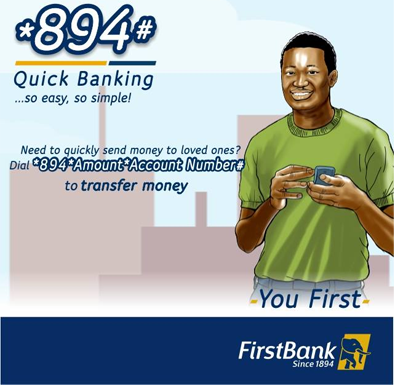 *894#
Quick Banking
...so easy, so simple!
Need to quickly send money to loved ones?
Dial *894*Amount*Account Number#
to transfer money
-You First-
FirstBank
Since 1894